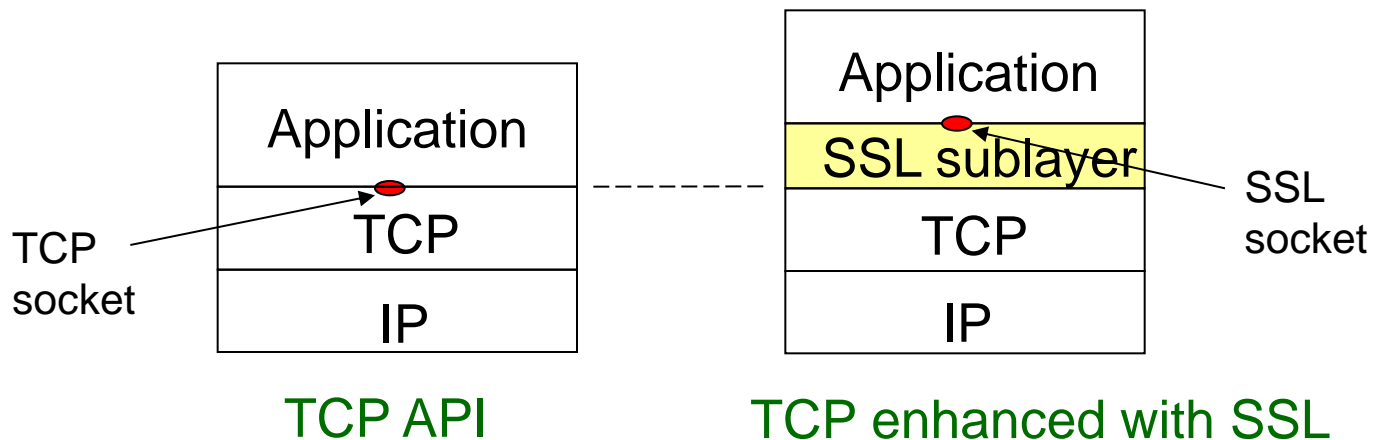 Application
TCP
IP
TCP
socket
TCP API
Application
SSL sublayer
TCP
IP
SSL
socket
TCP enhanced with SSL